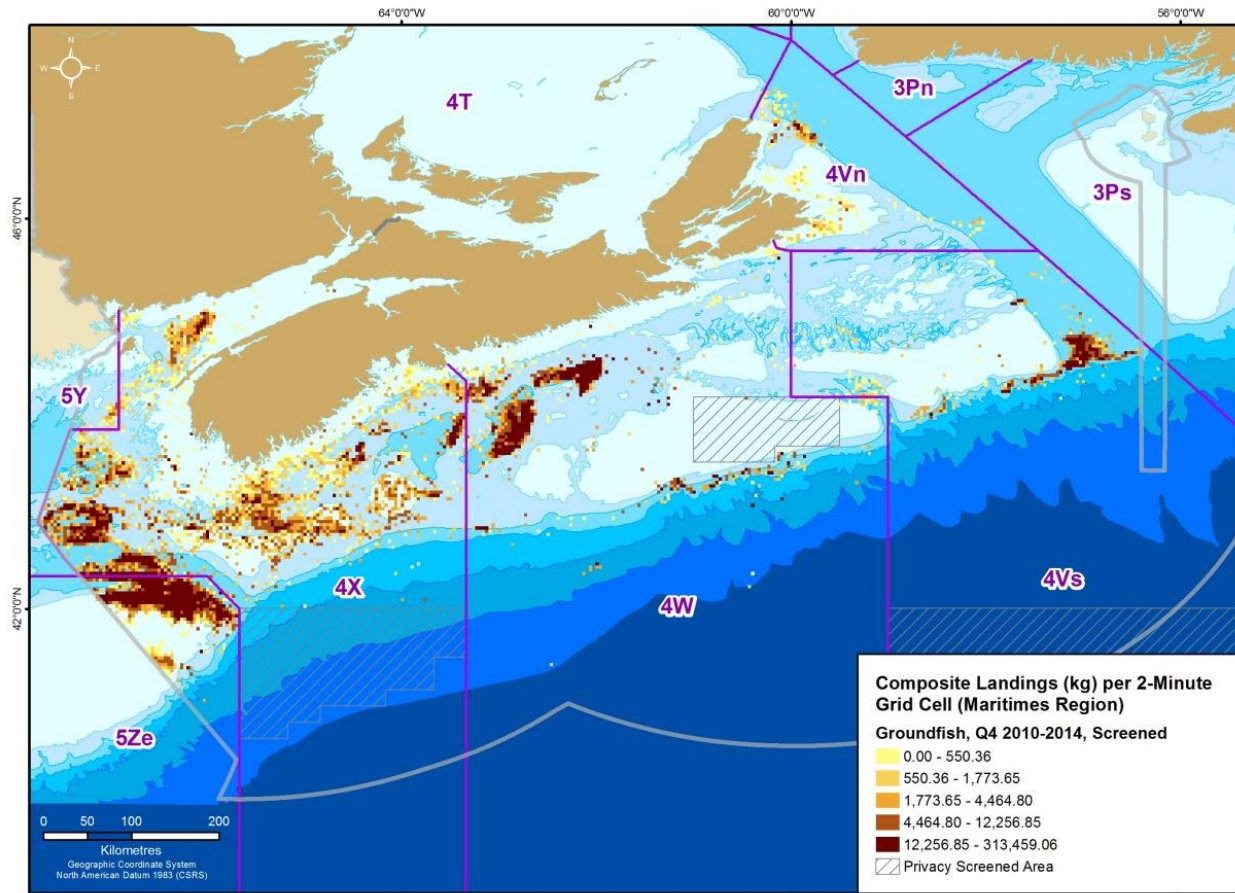 64°0'0"W
60°0'0"W
56°0'0"W
N
W
E
S
3Pn
4T
4Vn
3Ps
46°0'0"N
5Y
42°0'0"N
4X
4W
4Vs
5Ze
0 50 100 200
Kilometres
Geographic Coordinate System
North American Datum 1983 (CSRS)
Composite Landings (kg) per 2-Minute
Grid Cell (Maritimes Region)
Groundfish, Q4 2010-2014, Screened
0.00 - 550.36
550.36 - 1,773.65
1,773.65 - 4,464.80
4,464.80 - 12,256.85
12,256.85 - 313,459.06
Privacy Screened Area